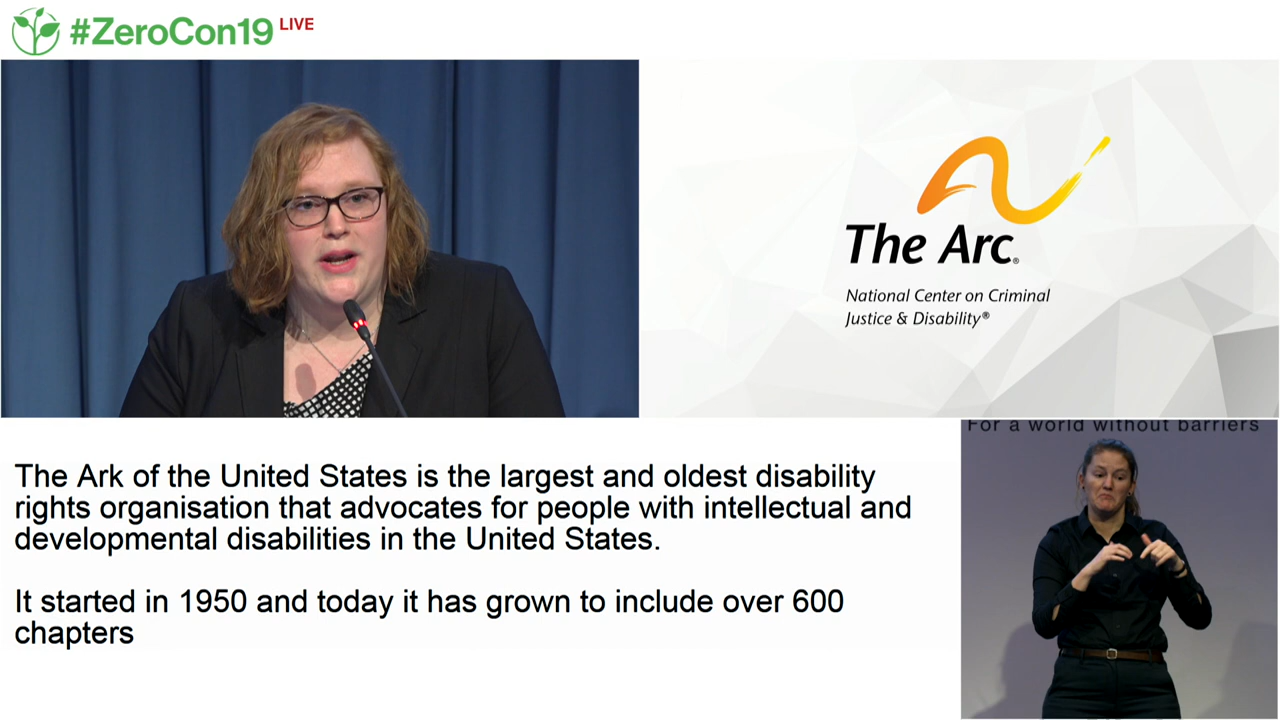 #ZeroCon19 LIVE
The Arc®
National Center on Criminal
Justice & Disability®
The Ark of the United States is the largest and oldest disability
rights organisation that advocates for people with intellectual and
developmental disabilities in the United States.
It started in 1950 and today it has grown to include over 600
chapters
For a world without barriers